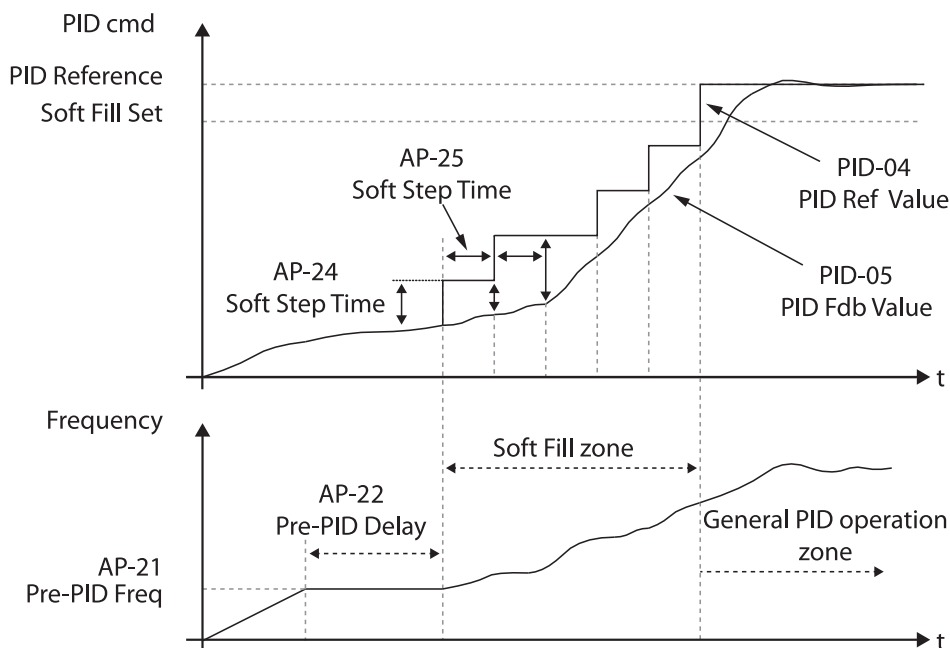 PID cmd
PID Reference
Soft Fill Set
AP-25
Soft Step Time
AP-24
Soft Step Time
PID-04
PID Ref Value
PID-05
PID Fdb Value
t
Frequency
Soft Fill zone
AP-22
Pre-PID Delay
General PID operation
zone
AP-21
Pre-PID Freq
t